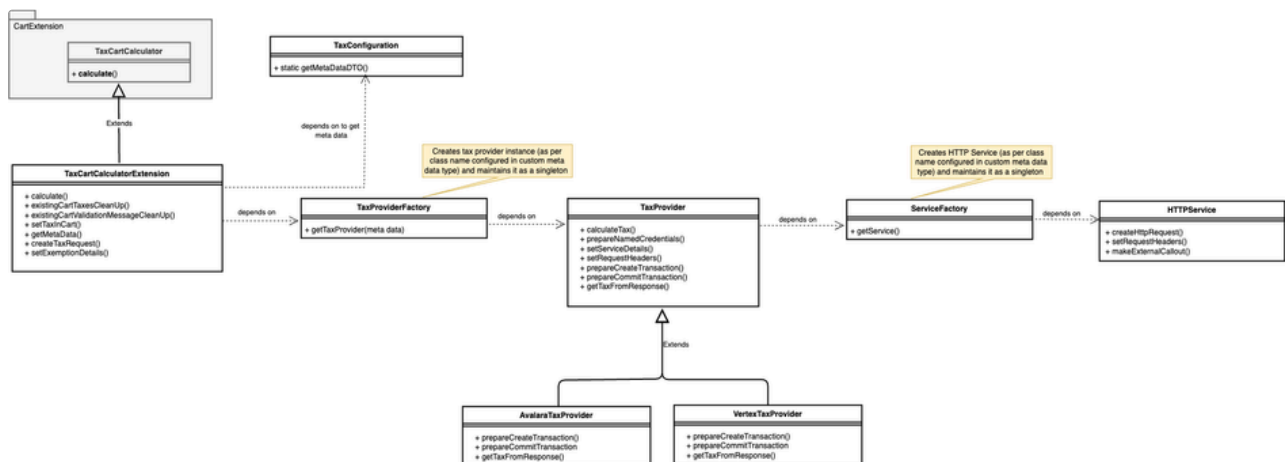 CartExtension
TaxCartCalculator
+ calculate()
Extends
TaxConfiguration
+ static getMetaDataDTO()
depends on to get
meta data
TaxCartCalculatorExtension
+ calculate()
+ existingCartTaxesCleanUp()
+ existingCartValidationMessageCleanUp()
+ setTaxInCart()
+ getMetaData()
+ createTaxRequest()
+ setExemptionDetails()
depends on
Creates tax provider instance (as per
class name configured in custom meta
data type) and maintains it as a singleton
TaxProviderFactory
+ getTaxProvider(meta data)
depends on
TaxProvider
+ calculateTax()
+ prepareNamedCredentials()
+ setServiceDetails()
+ setRequestHeaders()
+ prepareCreateTransaction()
+ prepareCommitTransaction()
+ getTaxFromResponse()
depends on
Creates HTTP Service (as per class
name configured in custom meta data
type) and maintains it as a singleton
ServiceFactory
+ getService()
depends on
HTTPService
+ createHttpRequest()
+ setRequestHeaders()
+ makeExternalCallout()
Extends
AvalaraTaxProvider
+ prepareCreateTransaction()
+ prepareCommitTransaction
+ getTaxFromResponse()
VertexTaxProvider
+ prepareCreateTransaction()
+ prepareCommitTransaction
+ getTaxFromResponse()